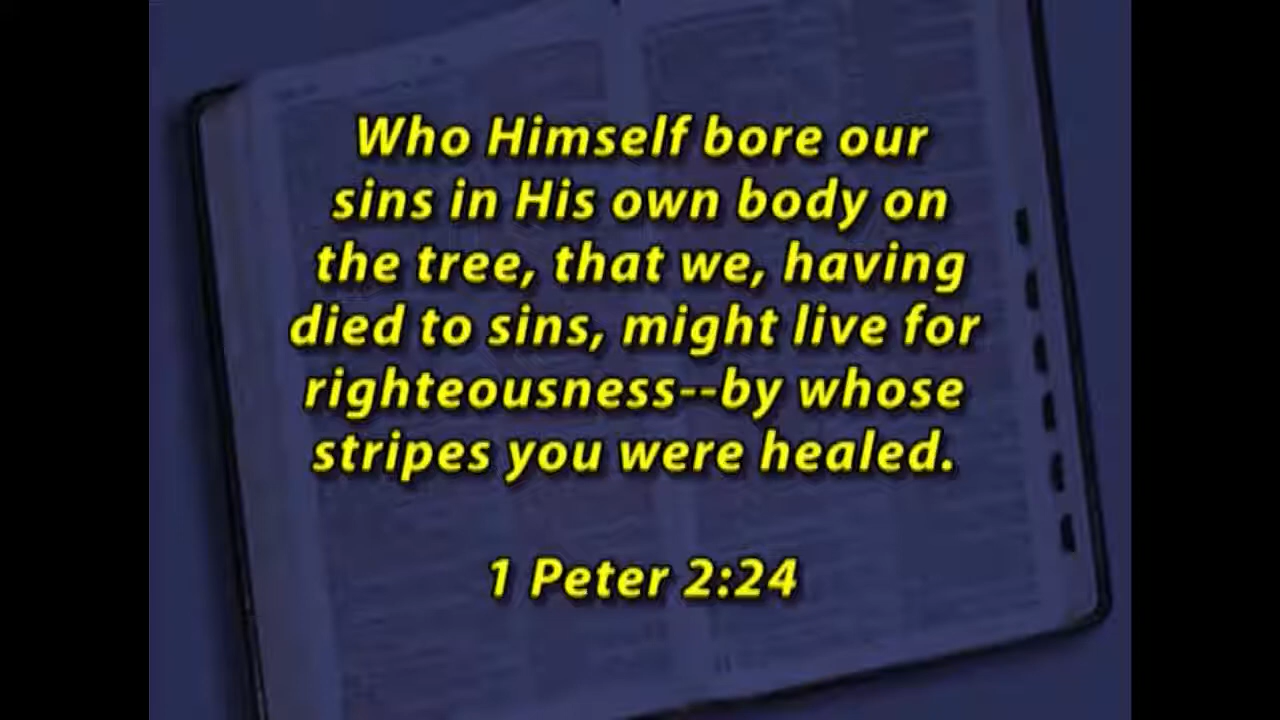 Who Himself bore our
sins in His own body on
the tree, that we, having
died to sins, might live for
righteousness--by whose
stripes you were healed.
1 Peter 2:24